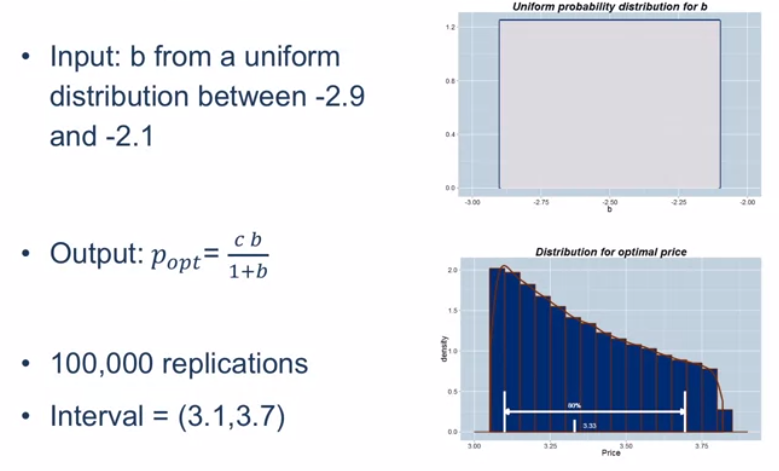 • Input: b from a uniform
distribution between -2.9
and -2.1
• Output: p_opt = c b / 1+b
• 100,000 replications
• Interval = (3.1,3.7)
Uniform probability distribution for b
1.2
0.8
0.4
0.0
-3.00 -2.75 -2.50 -2.25 -2.00
b
Distribution for optimal price
2.0
1.5
1.0
0.5
0.0
density
80%
3.33
3.00 3.25 3.50 3.75
Price